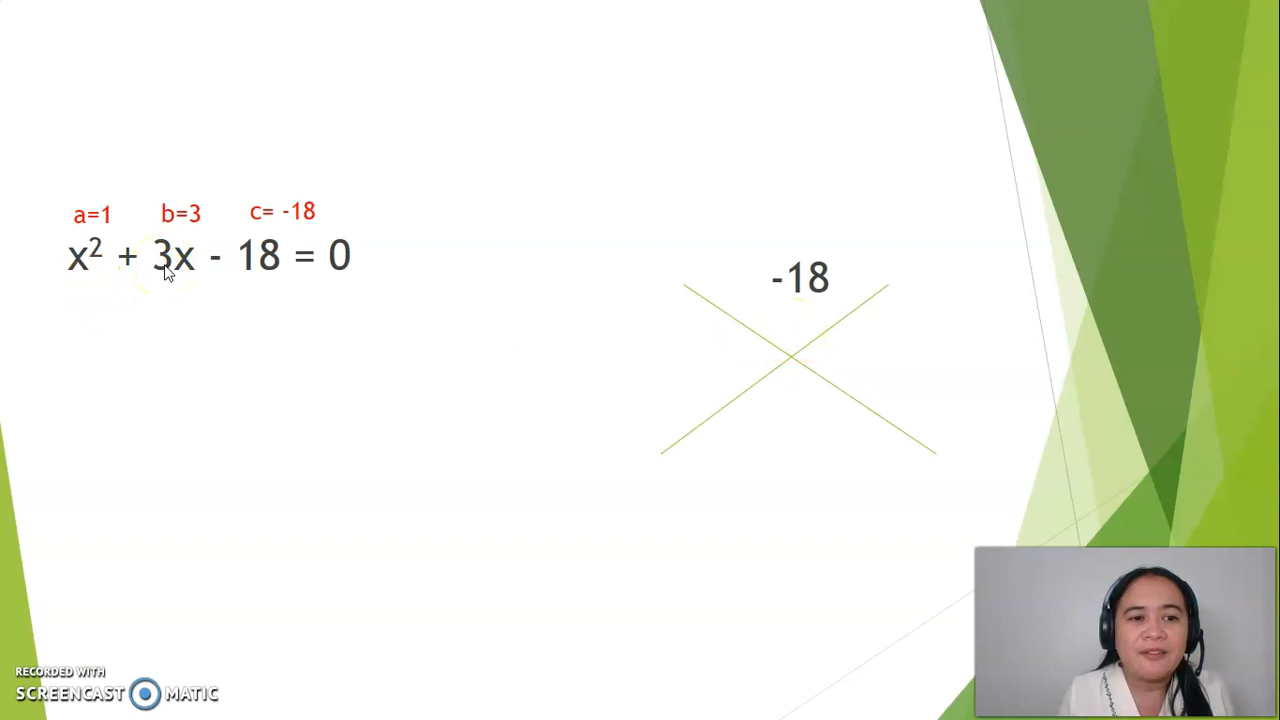 a=1 b=3 c= -18
x² + 3x - 18 = 0
-18
RECORDED WITH
SCREENCAST MATIC